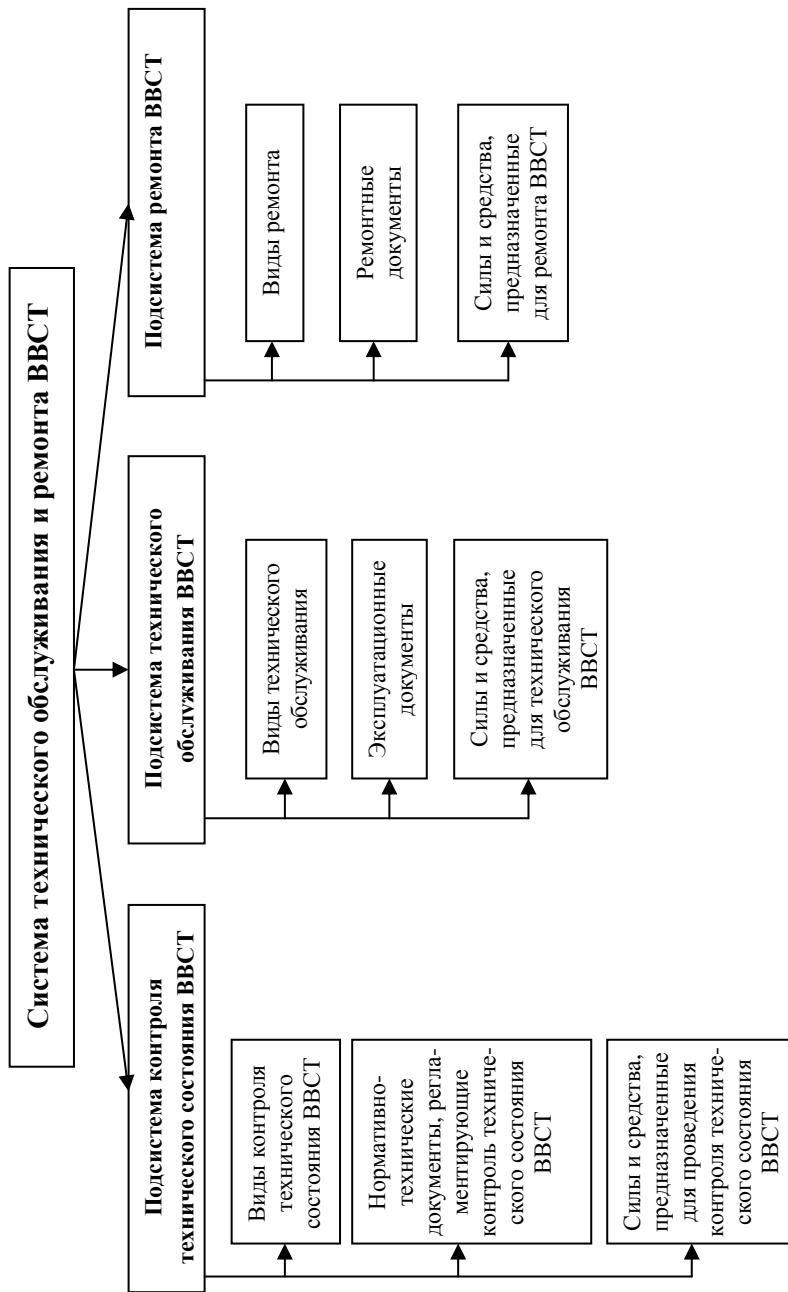 Система технического обслуживания и ремонта ВВСТ
Подсистема контроля
технического состояния ВВСТ
Виды контроля
технического
состояния ВВСТ
Нормативно-
технические
документы, регла-
ментирующие
контроль техниче-
ского состояния
ВВСТ
Силы и средства,
предназначенные
для проведения
контроля техниче-
ского состояния
ВВСТ
Подсистема технического
обслуживания ВВСТ
Виды технического
обслуживания
Эксплуатационные
документы
Силы и средства,
предназначенные
для технического
обслуживания
ВВСТ
Подсистема ремонта ВВСТ
Виды ремонта
Ремонтные
документы
Силы и средства,
предназначенные
для ремонта ВВСТ